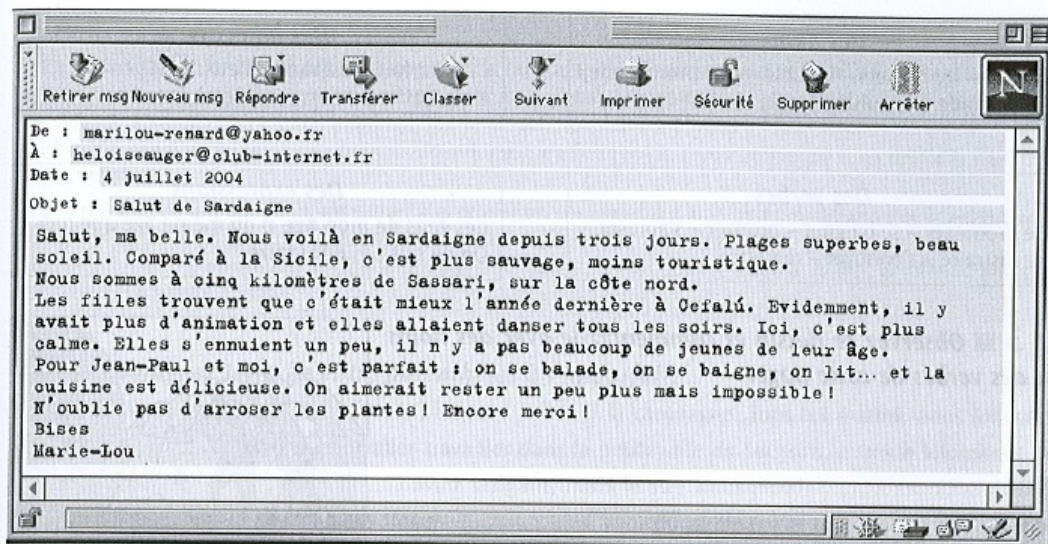 Retirer msg Nouveau msg Répondre Transférer Classer Suivant Imprimer Sécurité Supprimer Arrêter N
De : marilou-renard@yahoo.fr
À : heloiseauger@club-internet.fr
Date : 4 juillet 2004
Objet : Salut de Sardaigne
Salut, ma belle. Nous voilà en Sardaigne depuis trois jours. Plages superbes, beau
soleil. Comparé à la Sicile, c'est plus sauvage, moins touristique.
Nous sommes à cinq kilomètres de Sassari, sur la côte nord.
Les filles trouvent que c'était mieux l'année dernière à Cefalú. Evidemment, il y
avait plus d'animation et elles allaient danser tous les soirs. Ici, c'est plus
calme. Elles s'ennuient un peu, il n'y a pas beaucoup de jeunes de leur âge.
Pour Jean-Paul et moi, c'est parfait : on se balade, on se baigne, on lit... et la
cuisine est délicieuse. On aimerait rester un peu plus mais impossible!
N'oublie pas d'arroser les plantes! Encore merci!
Bises
Marie-Lou